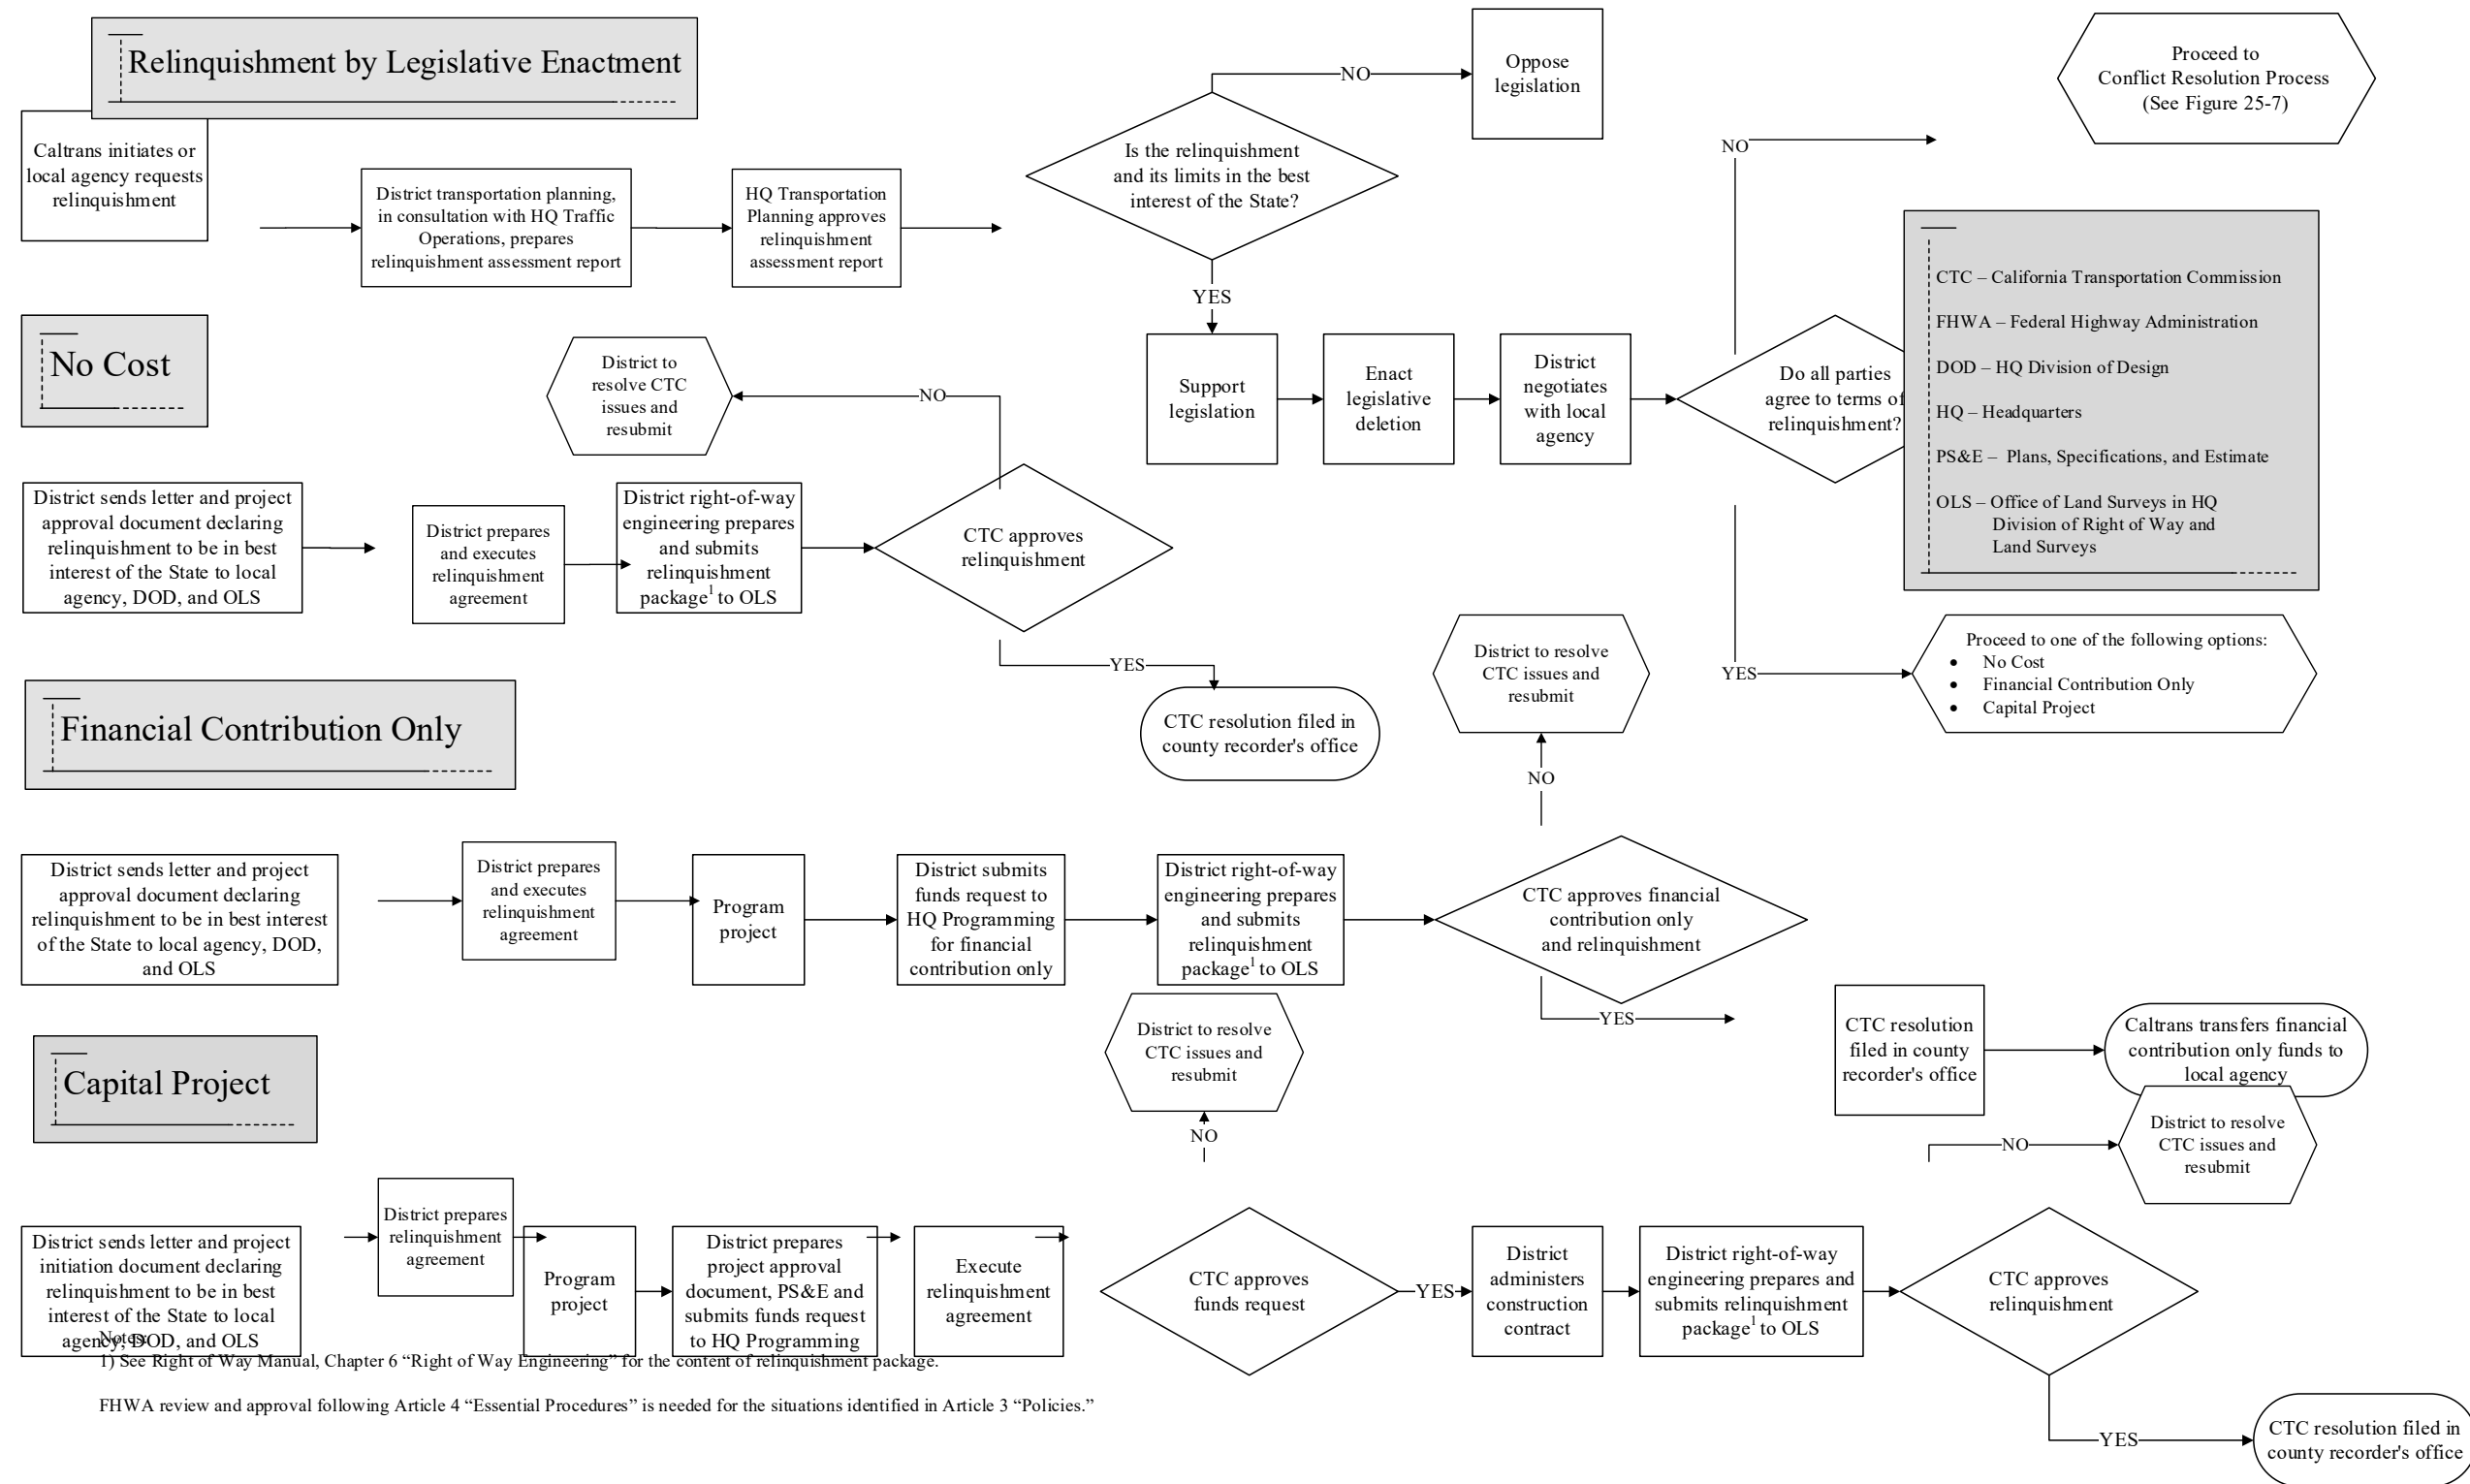 Relinquishment by Legislative Enactment
Caltrans initiates or
local agency requests
relinquishment
District transportation planning,
in consultation with HQ Traffic
Operations, prepares
relinquishment assessment report
HQ Transportation
Planning approves
relinquishment
assessment report
Is the relinquishment
and its limits in the best
interest of the State?
NO
Oppose
legislation
YES
Support
legislation
Enact
legislative
deletion
District
negotiates
with local
agency
Do all parties
agree to terms of
relinquishment?
NO
Proceed to
Conflict Resolution Process
(See Figure 25-7)
CTC – California Transportation Commission
FHWA – Federal Highway Administration
DOD – HQ Division of Design
HQ – Headquarters
PS&E – Plans, Specifications, and Estimate
OLS – Office of Land Surveys in HQ
Division of Right of Way and
Land Surveys
YES
Proceed to one of the following options:
• No Cost
• Financial Contribution Only
• Capital Project
No Cost
District sends letter and project
approval document declaring
relinquishment to be in best
interest of the State to local
agency, DOD, and OLS
District prepares
and executes
relinquishment
agreement
District right-of-way
engineering prepares
and submits
relinquishment
package1 to OLS
CTC approves
relinquishment
NO
District to
resolve CTC
issues and
resubmit
YES
CTC resolution filed in
county recorder's office
Financial Contribution Only
District sends letter and project
approval document declaring
relinquishment to be in best interest
of the State to local agency, DOD,
and OLS
District prepares
and executes
relinquishment
agreement
Program
project
District submits
funds request to
HQ Programming
for financial
contribution only
District right-of-way
engineering prepares
and submits
relinquishment
package1 to OLS
CTC approves financial
contribution only
and relinquishment
NO
District to resolve
CTC issues and
resubmit
YES
CTC resolution
filed in county
recorder's office
Caltrans transfers financial
contribution only funds to
local agency
Capital Project
District sends letter and project
initiation document declaring
relinquishment to be in best
interest of the State to local
agency, DOD, and OLS
District prepares
relinquishment
agreement
Program
project
District prepares
project approval
document, PS&E and
submits funds request
to HQ Programming
Execute
relinquishment
agreement
CTC approves
funds request
NO
District to resolve
CTC issues and
resubmit
YES
District
administers
construction
contract
District right-of-way
engineering prepares and
submits relinquishment
package1 to OLS
CTC approves
relinquishment
NO
District to resolve
CTC issues and
resubmit
YES
CTC resolution filed in
county recorder's office
Notes:
1) See Right of Way Manual, Chapter 6 “Right of Way Engineering” for the content of relinquishment package.
FHWA review and approval following Article 4 “Essential Procedures” is needed for the situations identified in Article 3 “Policies.”